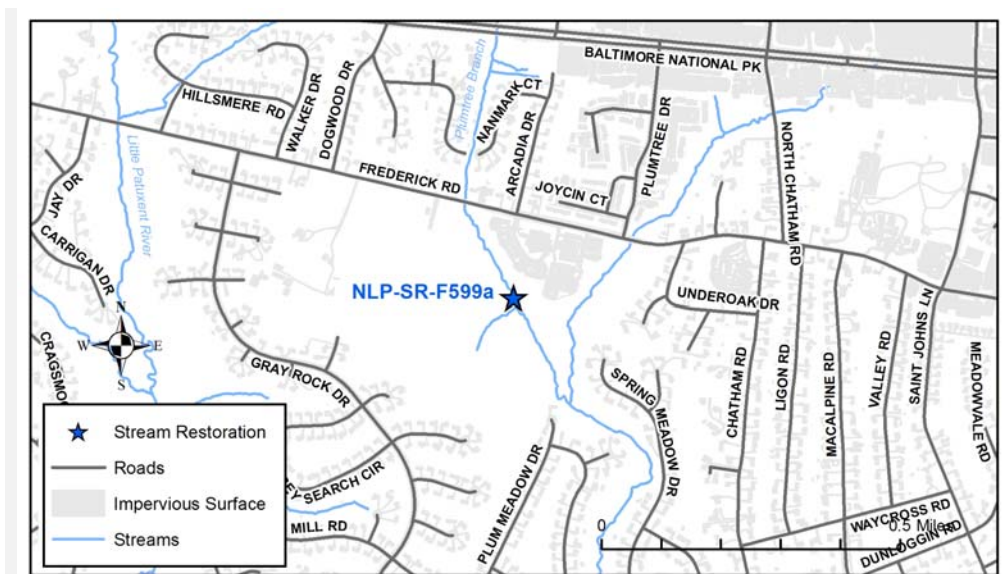 BALTIMORE NATIONAL PK
HILLSMERE RD
WALKER DR
DOGWOOD DR
Plumtree Branch
NANMARK CT
ARCADIA DR
PLUMTREE DR
NORTH CHATHAM RD
Little Patuxent River
FREDERICK RD
JOYCIN CT
JAY DR
CARRIGAN DR
NLP-SR-F599a
UNDEROAK DR
N
W
E
S
GRAY ROCK DR
SPRING MEADOW DR
CHATHAM RD
LIGON RD
MACALPINE RD
VALLEY RD
SAINT JOHNS LN
MEADOWVALE RD
Stream Restoration
Roads
Impervious Surface
Streams
SEARCH CIR
MILL RD
PLUM MEADOW DR
WAYCROSS RD
DUNLOGGIN RD
0
0.5 Miles